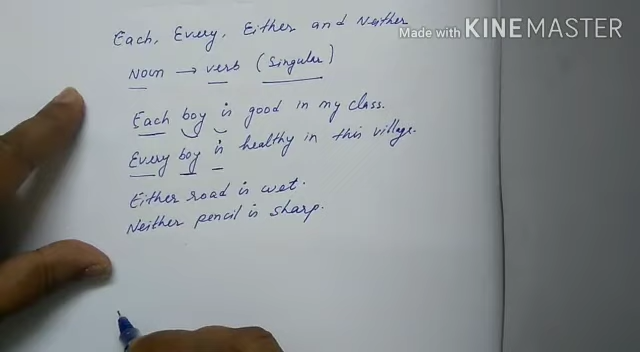 Each, Every, Either and Neither
Made with KINEMASTER
Noun → verb (Singular)
Each boy is good in my class.
Every boy is healthy in this village.
Either road is wet.
Neither pencil is sharp.